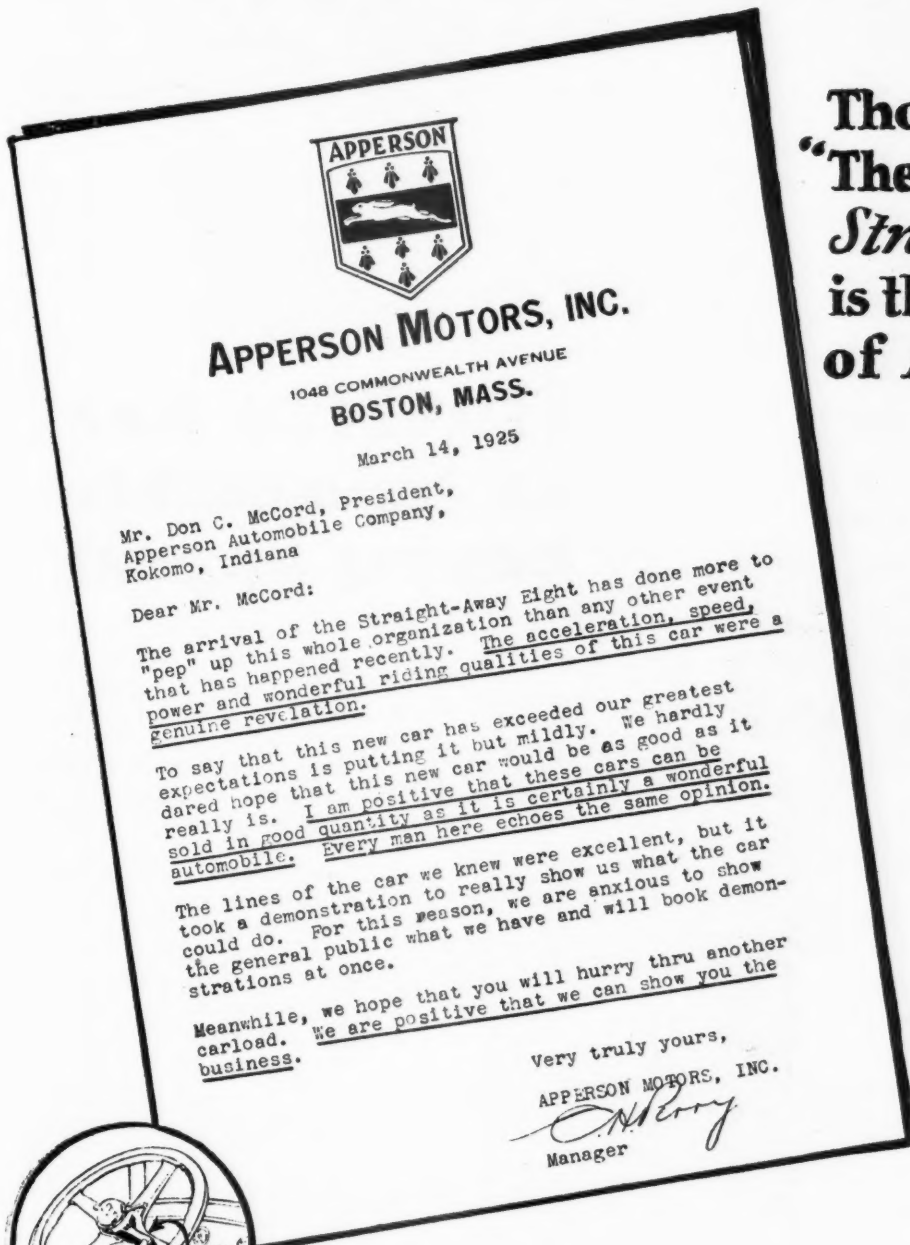 APPERSON
APPERSON MOTORS, INC.
1048 COMMONWEALTH AVENUE
BOSTON, MASS.
March 14, 1925
Mr. Don C. McCord, President,
Apperson Automobile Company,
Kokomo, Indiana
Dear Mr. McCord:
The arrival of the Straight-Away Eight has done more to
"pep" up this whole organization than any other event
that has happened recently. The acceleration, speed,
power and wonderful riding qualities of this car were a
genuine revelation.
To say that this new car has exceeded our greatest
expectations is putting it but mildly. We hardly
dared hope that this new car would be as good as it
really is. I am positive that these cars can be
sold in good quantity as it is certainly a wonderful
automobile. Every man here echoes the same opinion.
The lines of the car we knew were excellent, but it
took a demonstration to really show us what the car
could do. For this reason, we are anxious to show
the general public what we have and will book demon-
strations at once.
Meanwhile, we hope that you will hurry thru another
carload. We are positive that we can show you the
business.
Very truly yours,
APPERSON MOTORS, INC.
Manager
"The
is
of